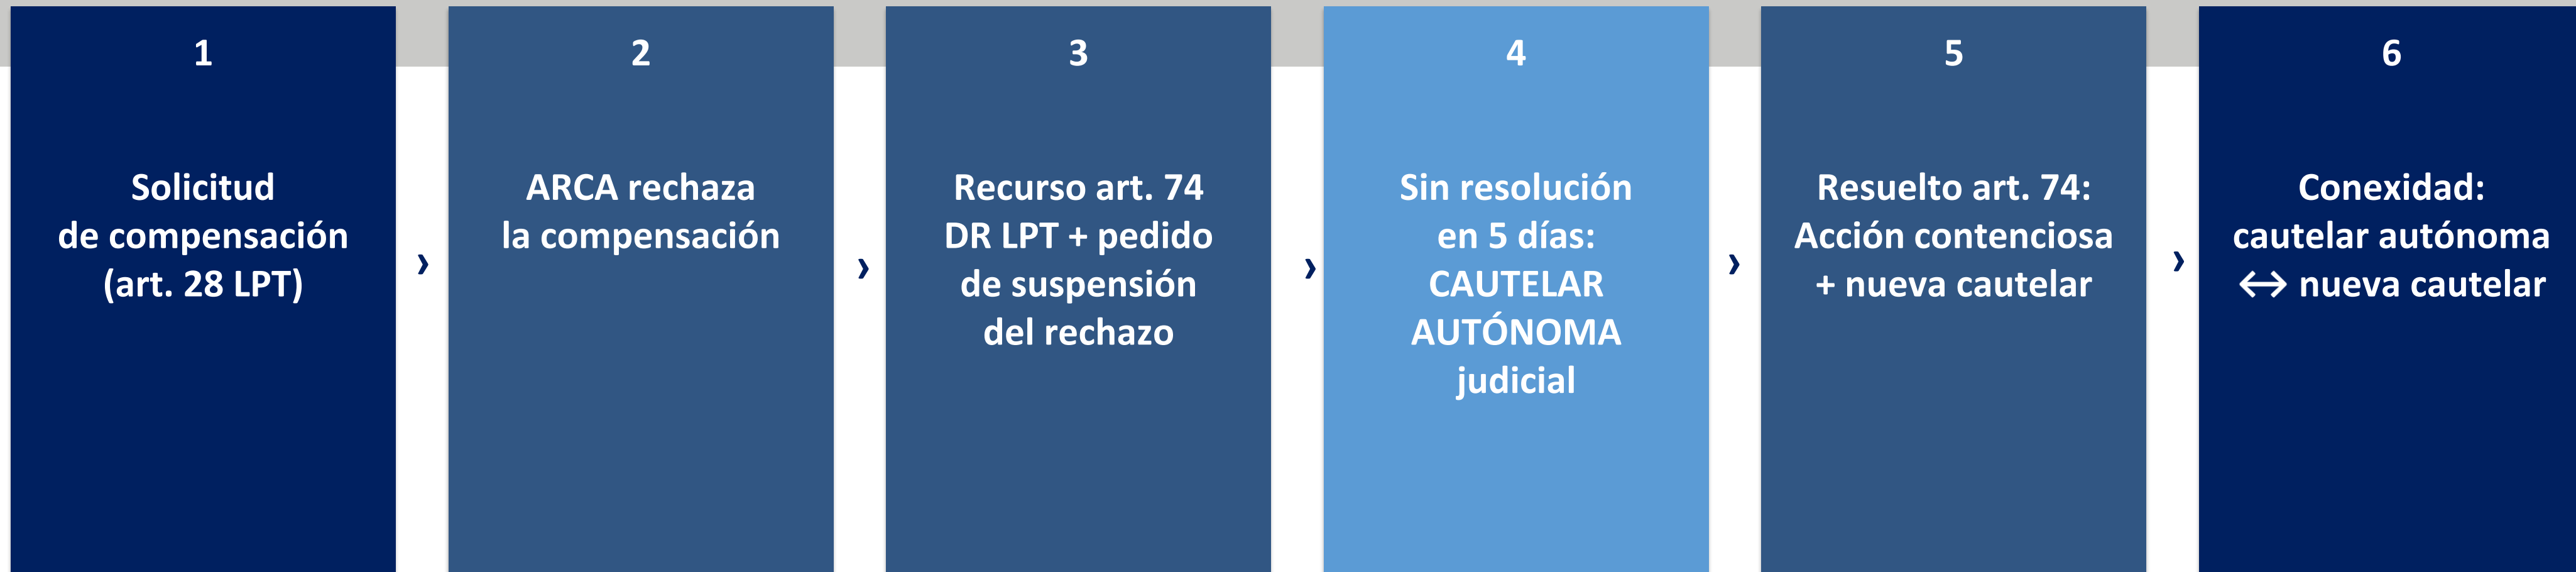 1
Solicitud
de compensación
(art. 28 LPT)
›
2
ARCA rechaza
la compensación
›
3
Recurso art. 74
DR LPT + pedido
de suspensión
del rechazo
›
4
Sin resolución
en 5 días:
CAUTELAR
AUTÓNOMA
judicial
›
5
Resuelto art. 74:
Acción contenciosa
+ nueva cautelar
›
6
Conexidad:
cautelar autónoma
↔ nueva cautelar